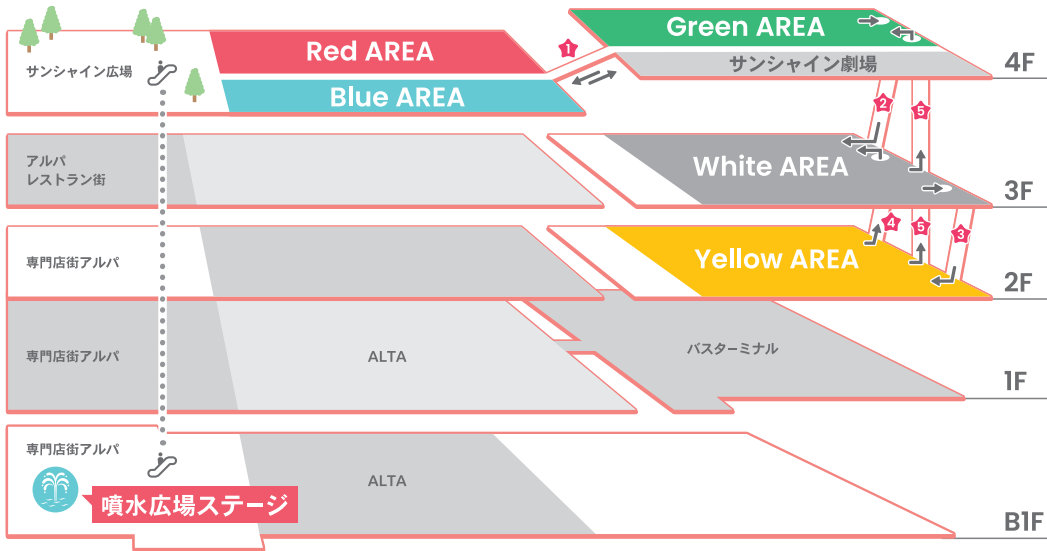 Red AREA
Blue AREA
サンシャイン広場
1
Green AREA
サンシャイン劇場
4F
2
5
アルパ
レストラン街
White AREA
3F
4
5
3
専門店街アルパ
Yellow AREA
2F
専門店街アルパ
ALTA
バスターミナル
1F
専門店街アルパ
ALTA
噴水広場ステージ
B1F